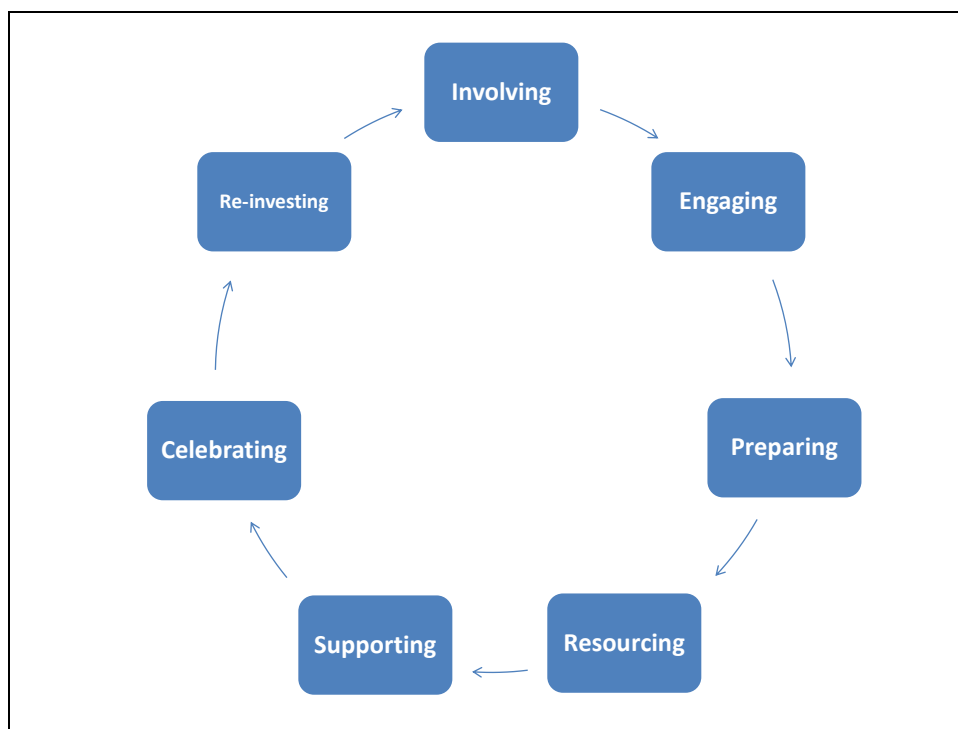 Involving
Engaging
Preparing
Resourcing
Supporting
Celebrating
Re-investing